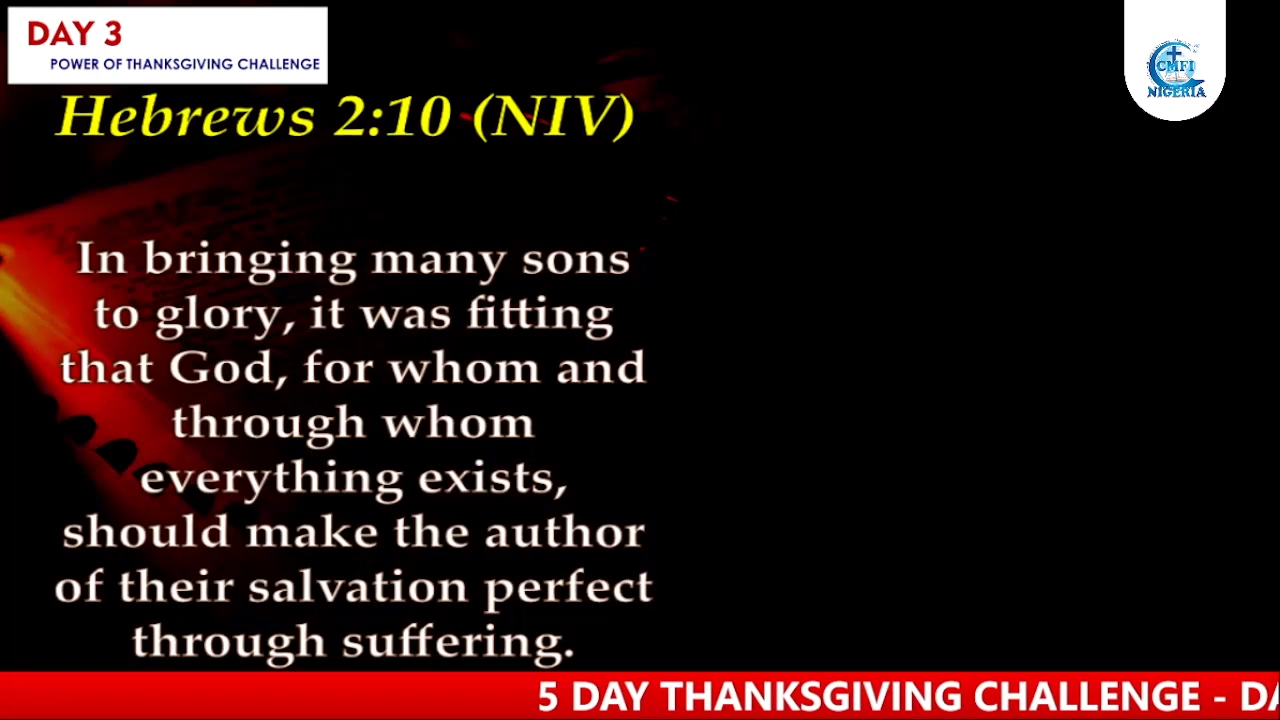 DAY 3
POWER OF THANKSGIVING CHALLENGE
CMFI
NIGERIA
Hebrews 2:10 (NIV)
In bringing many sons
to glory, it was fitting
that God, for whom and
through whom
everything exists,
should make the author
of their salvation perfect
through suffering.
5 DAY THANKSGIVING CHALLENGE - DA